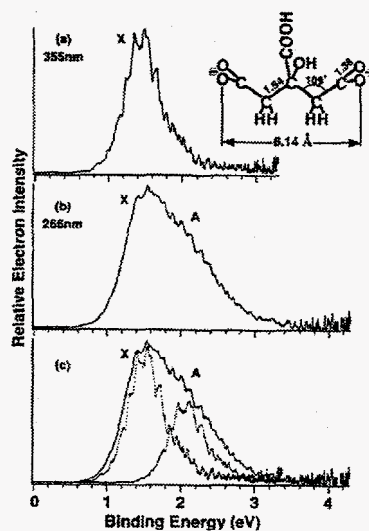 (a)
355nm
X
COOH
OH
1.54
109°
1.38
O
O
C
C
C
C
C
O
O
HH
HH
6.14 Å
(b)
266nm
X
A
(c)
X
A
Relative Electron Intensity
0 1 2 3 4
Binding Energy (eV)